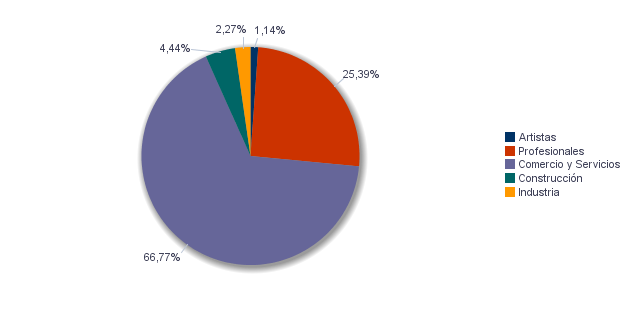 2,27%
1,14%
4,44%
25,39%
66,77%
Artistas
Profesionales
Comercio y Servicios
Construcción
Industria